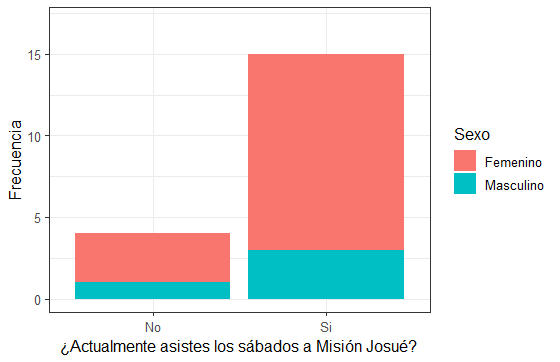 15
10
5
0
Frecuencia
No
Si
¿Actualmente asistes los sábados a Misión Josué?
Sexo
Femenino
Masculino